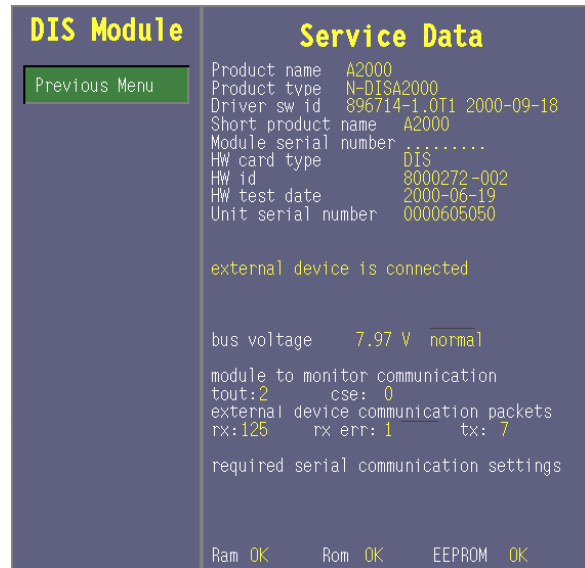 DIS Module
Previous Menu
Service Data
Product name A2000
Product type N-DISA2000
Driver sw id 896714-1.0T1 2000-09-18
Short product name A2000
Module serial number .........
HW card type DIS
HW id 8000272-002
HW test date 2000-06-19
Unit serial number 0000605050
external device is connected
bus voltage 7.97 V normal
module to monitor communication
tout:2 cse: 0
external device communication packets
rx:125 rx err: 1 tx: 7
required serial communication settings
Ram OK Rom OK EEPROM OK